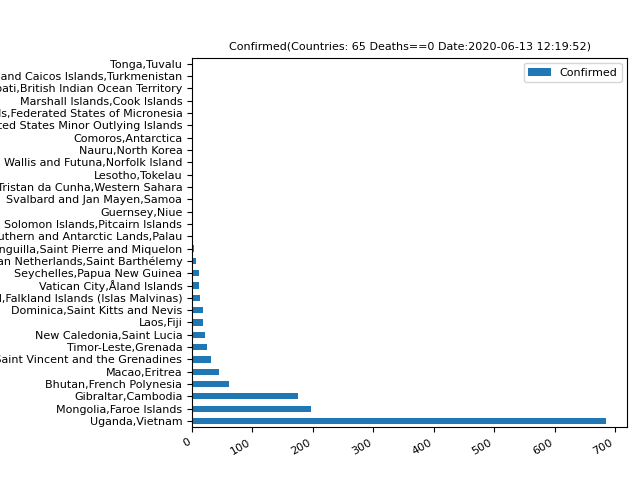 Confirmed(Countries: 65 Deaths==0 Date:2020-06-13 12:19:52)
Confirmed
Tonga,Tuvalu
and Caicos Islands,Turkmenistan
British Indian Ocean Territory
Marshall Islands,Cook Islands
Federated States of Micronesia
States Minor Outlying Islands
Comoros,Antarctica
Nauru,North Korea
Wallis and Futuna,Norfolk Island
Lesotho,Tokelau
Tristan da Cunha,Western Sahara
Svalbard and Jan Mayen,Samoa
Guernsey,Niue
Solomon Islands,Pitcairn Islands
and Antarctic Lands,Palau
Saint Pierre and Miquelon
Netherlands,Saint Barthélemy
Seychelles,Papua New Guinea
Vatican City,Åland Islands
Falkland Islands (Islas Malvinas)
Dominica,Saint Kitts and Nevis
Laos,Fiji
New Caledonia,Saint Lucia
Timor-Leste,Grenada
Saint Vincent and the Grenadines
Macao,Eritrea
Bhutan,French Polynesia
Gibraltar,Cambodia
Mongolia,Faroe Islands
Uganda,Vietnam
0 100 200 300 400 500 600 700